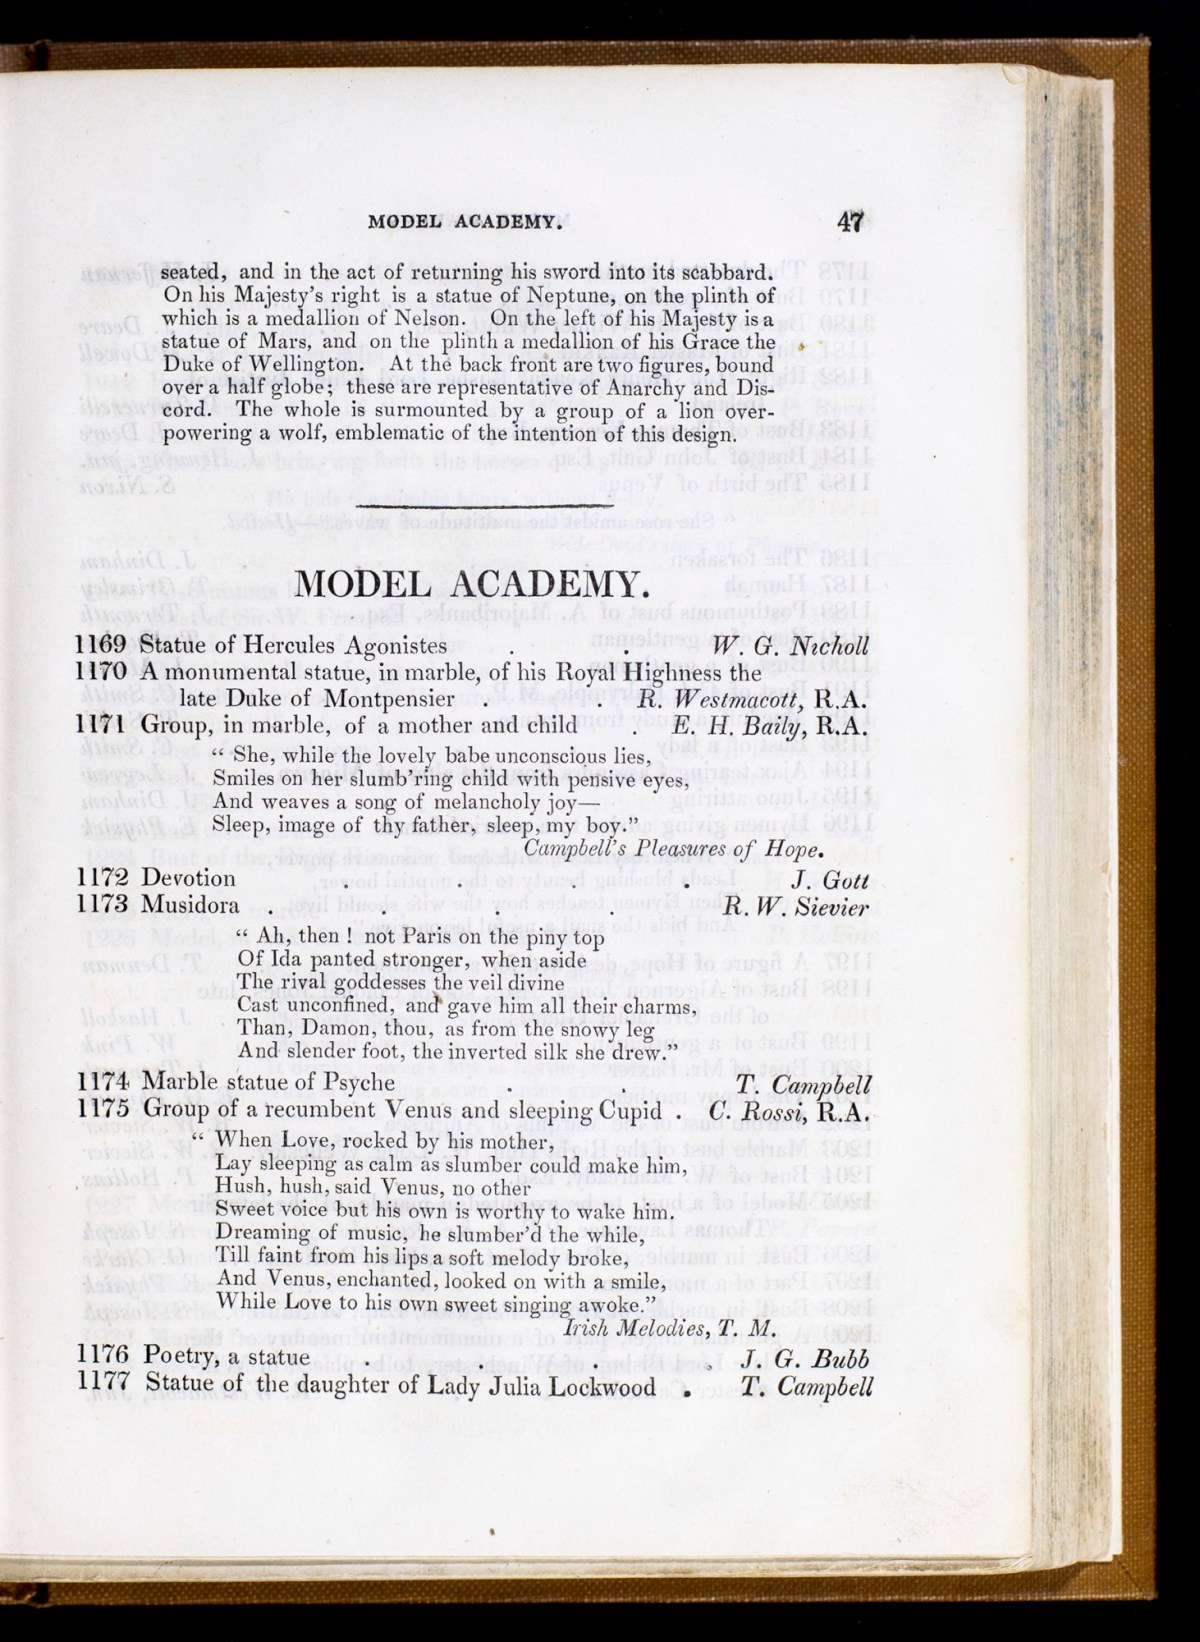 MODEL ACADEMY. 47
seated, and in the act of returning his sword into its scabbard.
On his Majesty's right is a statue of Neptune, on the plinth of
which is a medallion of Nelson. On the left of his Majesty is a
statue of Mars, and on the plinth a medallion of his Grace the
Duke of Wellington. At the back front are two figures, bound
over a half globe; these are representative of Anarchy and Dis-
cord. The whole is surmounted by a group of a lion over-
powering a wolf, emblematic of the intention of this design.
MODEL ACADEMY.
1169 Statue of Hercules Agonistes . . W. G. Nicholl
1170 A monumental statue, in marble, of his Royal Highness the
late Duke of Montpensier . . R. Westmacott, R.A.
1171 Group, in marble, of a mother and child . E. H. Baily, R.A.
“ She, while the lovely babe unconscious lies,
Smiles on her slumb'ring child with pensive eyes,
And weaves a song of melancholy joy—
Sleep, image of thy father, sleep, my boy.”
Campbell's Pleasures of Hope.
1172 Devotion . . . . J. Gott
1173 Musidora . . . . R. W. Sievier
“ Ah, then ! not Paris on the piny top
Of Ida panted stronger, when aside
The rival goddesses the veil divine
Cast unconfined, and gave him all their charms,
Than, Damon, thou, as from the snowy leg
And slender foot, the inverted silk she drew.”
1174 Marble statue of Psyche . . T. Campbell
1175 Group of a recumbent Venus and sleeping Cupid . C. Rossi, R.A.
“ When Love, rocked by his mother,
Lay sleeping as calm as slumber could make him,
Hush, hush, said Venus, no other
Sweet voice but his own is worthy to wake him.
Dreaming of music, he slumber'd the while,
Till faint from his lips a soft melody broke,
And Venus, enchanted, looked on with a smile,
While Love to his own sweet singing awoke.”
Irish Melodies, T. M.
1176 Poetry, a statue . . . . J. G. Bubb
1177 Statue of the daughter of Lady Julia Lockwood . T. Campbell